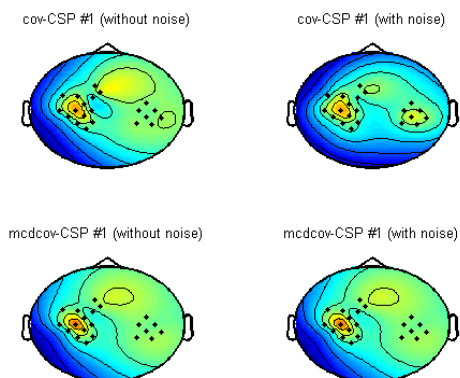 cov-CSP #1 (without noise)
cov-CSP #1 (with noise)
mcdcov-CSP #1 (without noise)
mcdcov-CSP #1 (with noise)